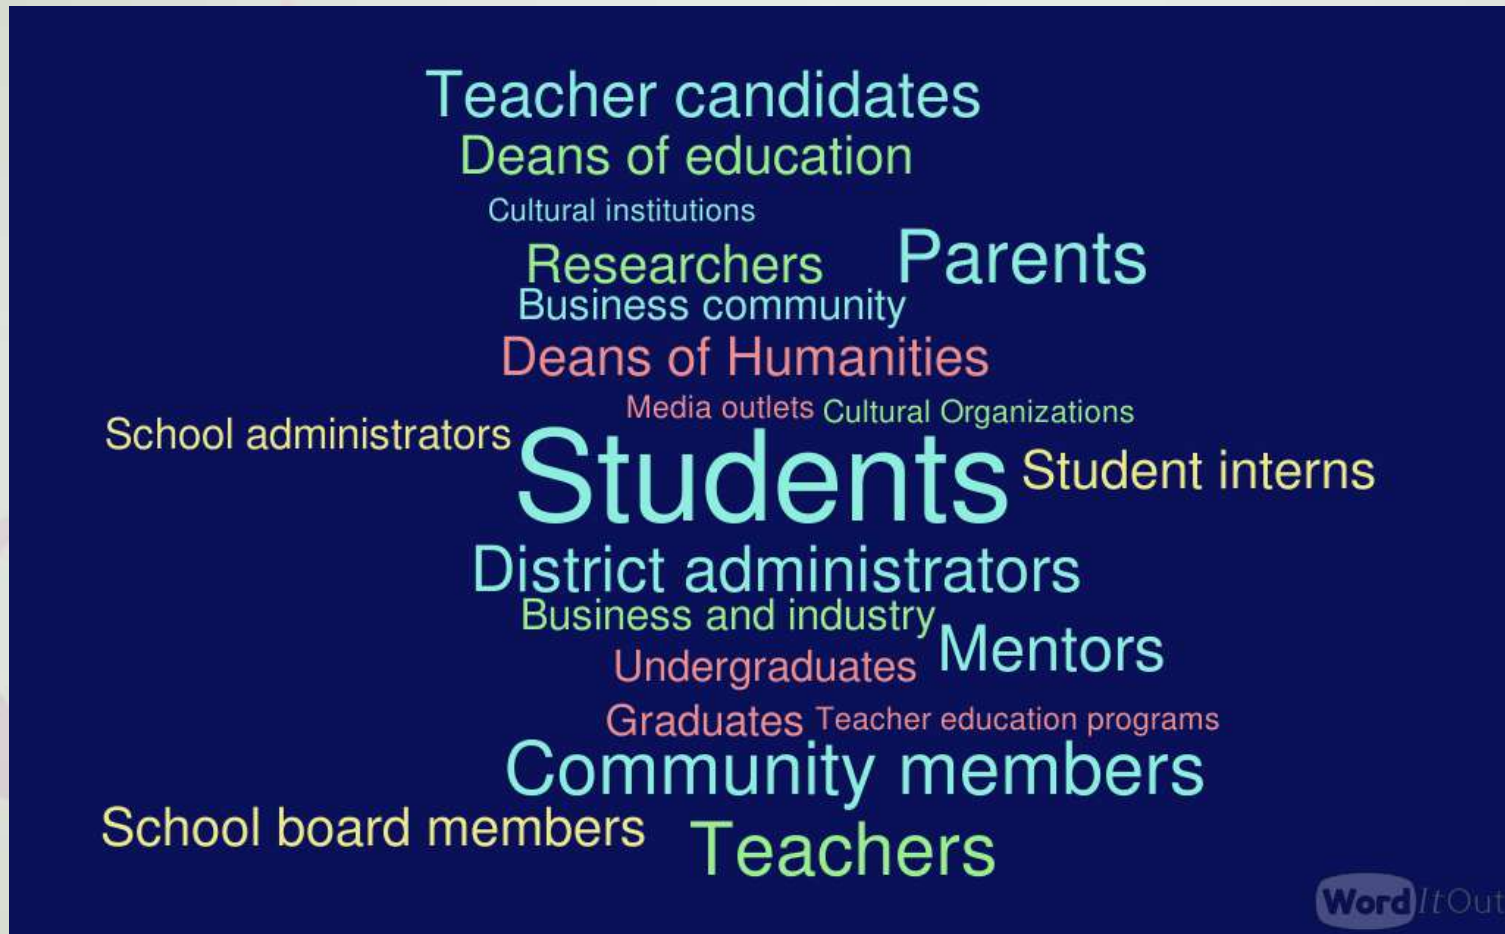 Teacher candidates
Deans of education
Cultural institutions
Researchers
Parents
Business community
Deans of Humanities
Media outlets
Cultural Organizations
School administrators
Students
Student interns
District administrators
Business and industry
Mentors
Undergraduates
Graduates
Teacher education programs
Community members
School board members
Teachers
WordItOut